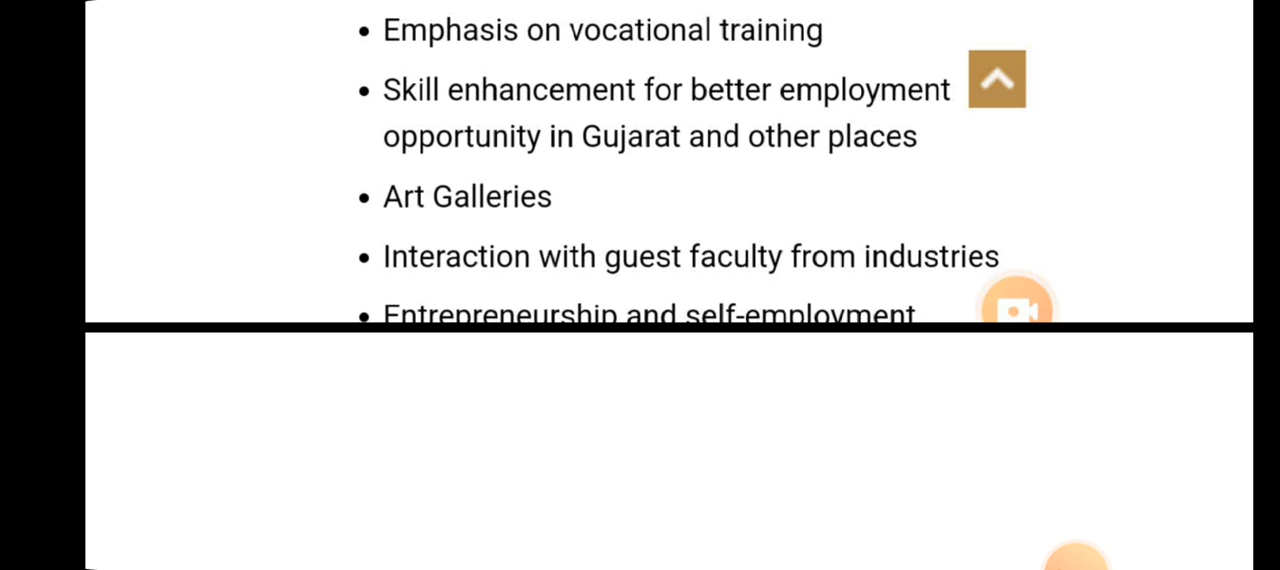 • Emphasis on vocational training
• Skill enhancement for better employment
opportunity in Gujarat and other places
• Art Galleries
• Interaction with guest faculty from industries
• Entrepreneurship and self-employment